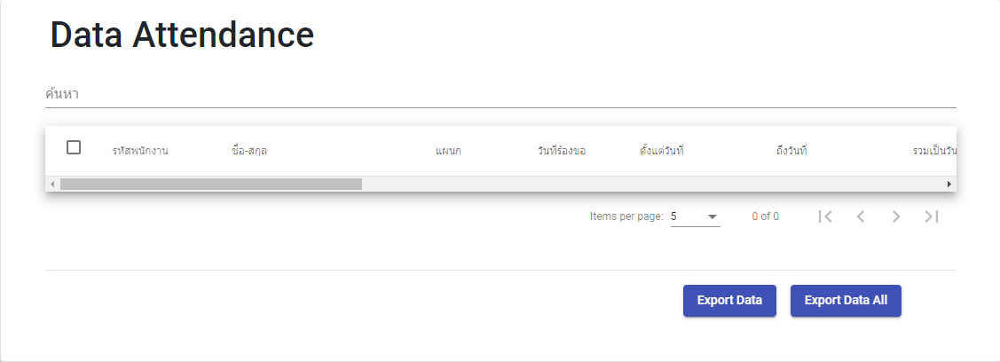 Data Attendance
ค้นหา
รหัสพนักงาน ชื่อ-สกุล แผนก วันที่ร้องขอ ตั้งแต่วันที่ ถึงวันที่ รวมเป็นวัน
Items per page: 5 0 of 0
Export Data Export Data All